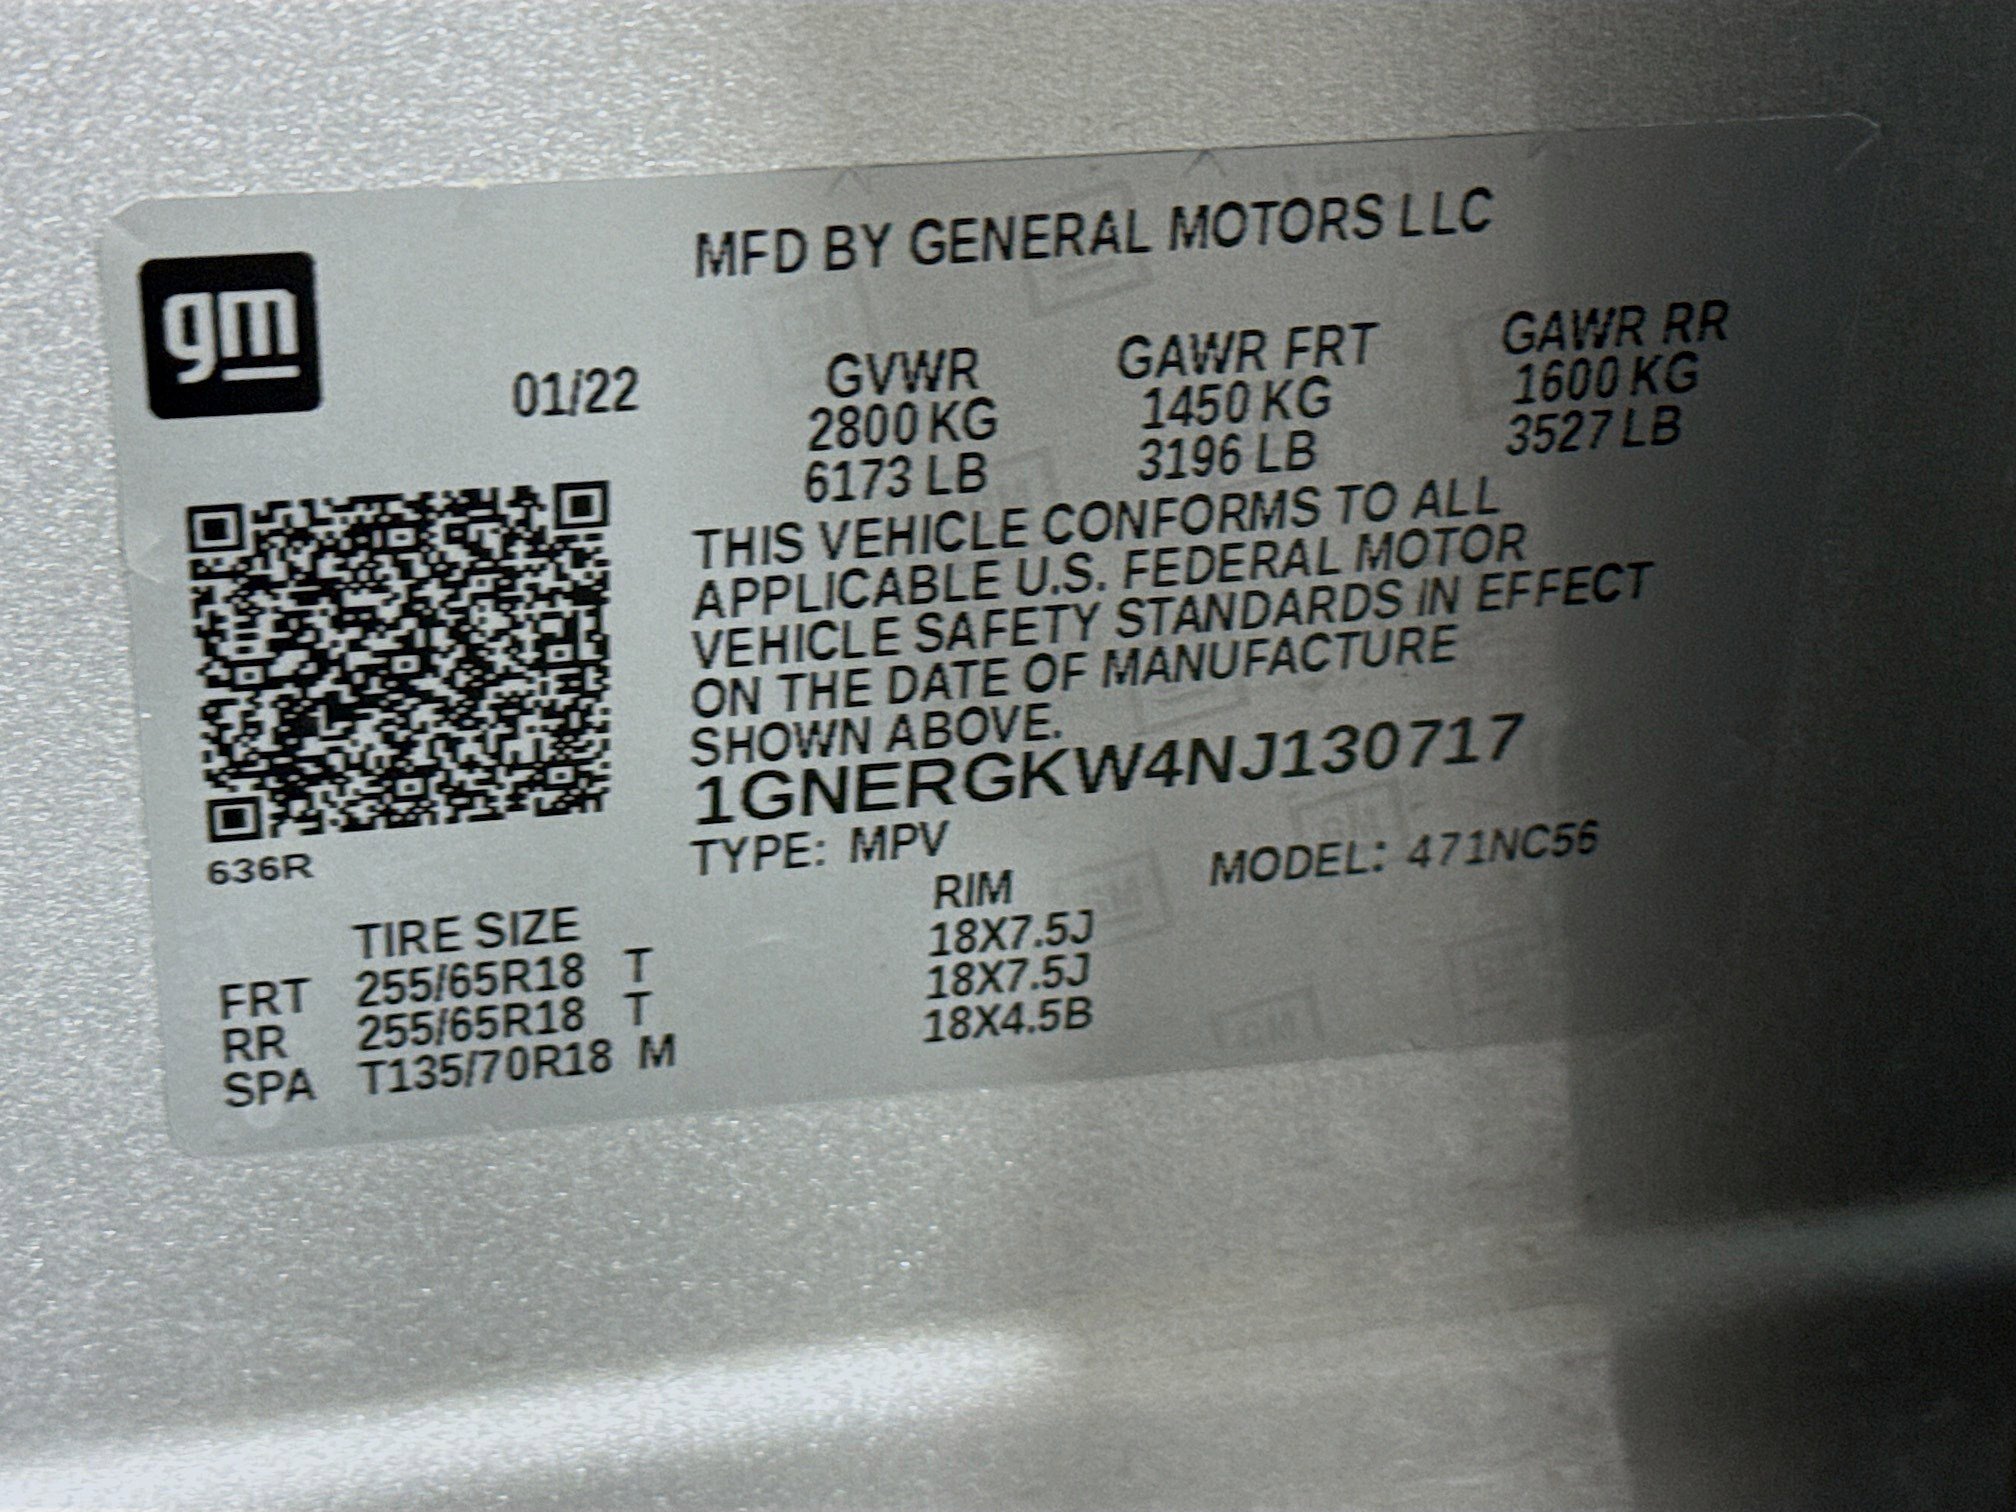 gm
MFD BY GENERAL MOTORS LLC
01/22
GVWR GAWR FRT GAWR RR
2800 KG 1450 KG 1600 KG
6173 LB 3196 LB 3527 LB
THIS VEHICLE CONFORMS TO ALL
APPLICABLE U.S. FEDERAL MOTOR
VEHICLE SAFETY STANDARDS IN EFFECT
ON THE DATE OF MANUFACTURE
SHOWN ABOVE.
1GNERGKW4NJ130717
636R
TYPE: MPV MODEL: 471NC56
TIRE SIZE RIM
FRT 255/65R18 T 18X7.5J
RR 255/65R18 T 18X7.5J
SPA T135/70R18 M 18X4.5B